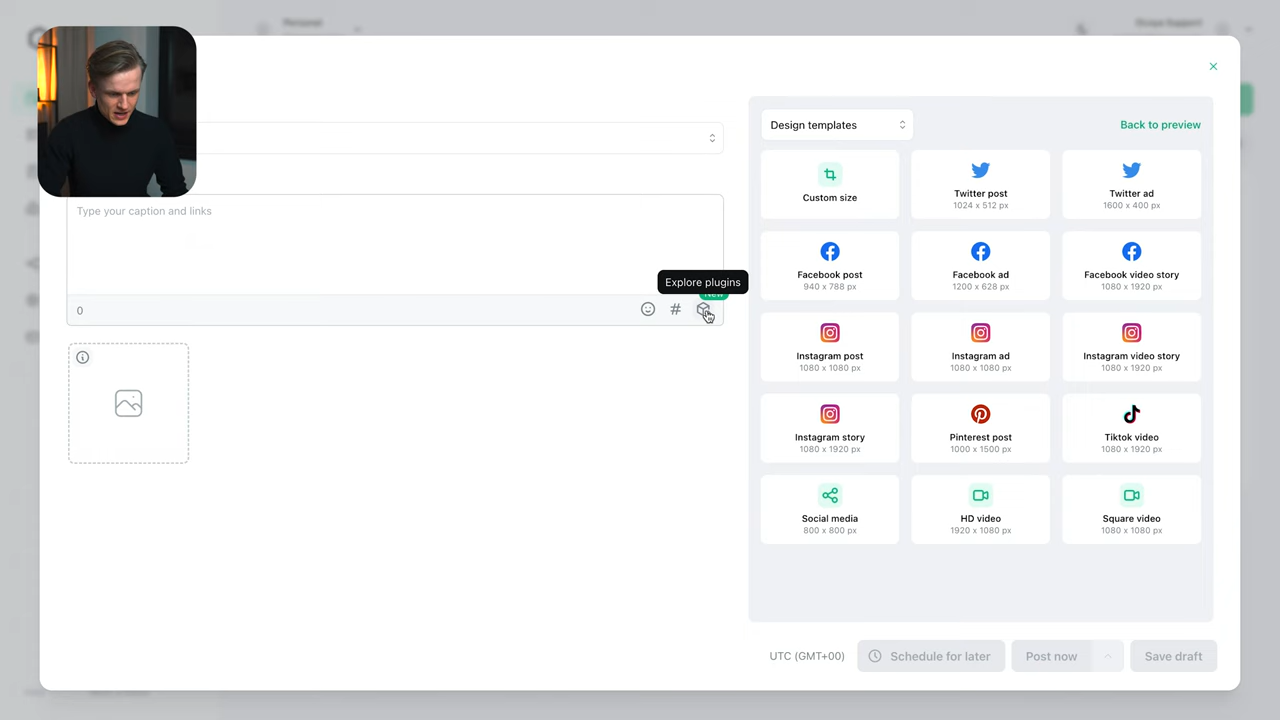 Personal
Design templates
Back to preview
Custom size
Twitter post
1024 x 512 px
Twitter ad
1600 x 400 px
Type your caption and links
Facebook post
940 x 788 px
Facebook ad
1200 x 628 px
Facebook video story
1080 x 1920 px
Explore plugins
New
0
#
Instagram post
1080 x 1080 px
Instagram ad
1080 x 1080 px
Instagram video story
1080 x 1920 px
Instagram story
1080 x 1920 px
Pinterest post
1000 x 1500 px
Tiktok video
1080 x 1920 px
Social media
800 x 800 px
HD video
1920 x 1080 px
Square video
1080 x 1080 px
UTC (GMT+00)
Schedule for later
Post now
Save draft